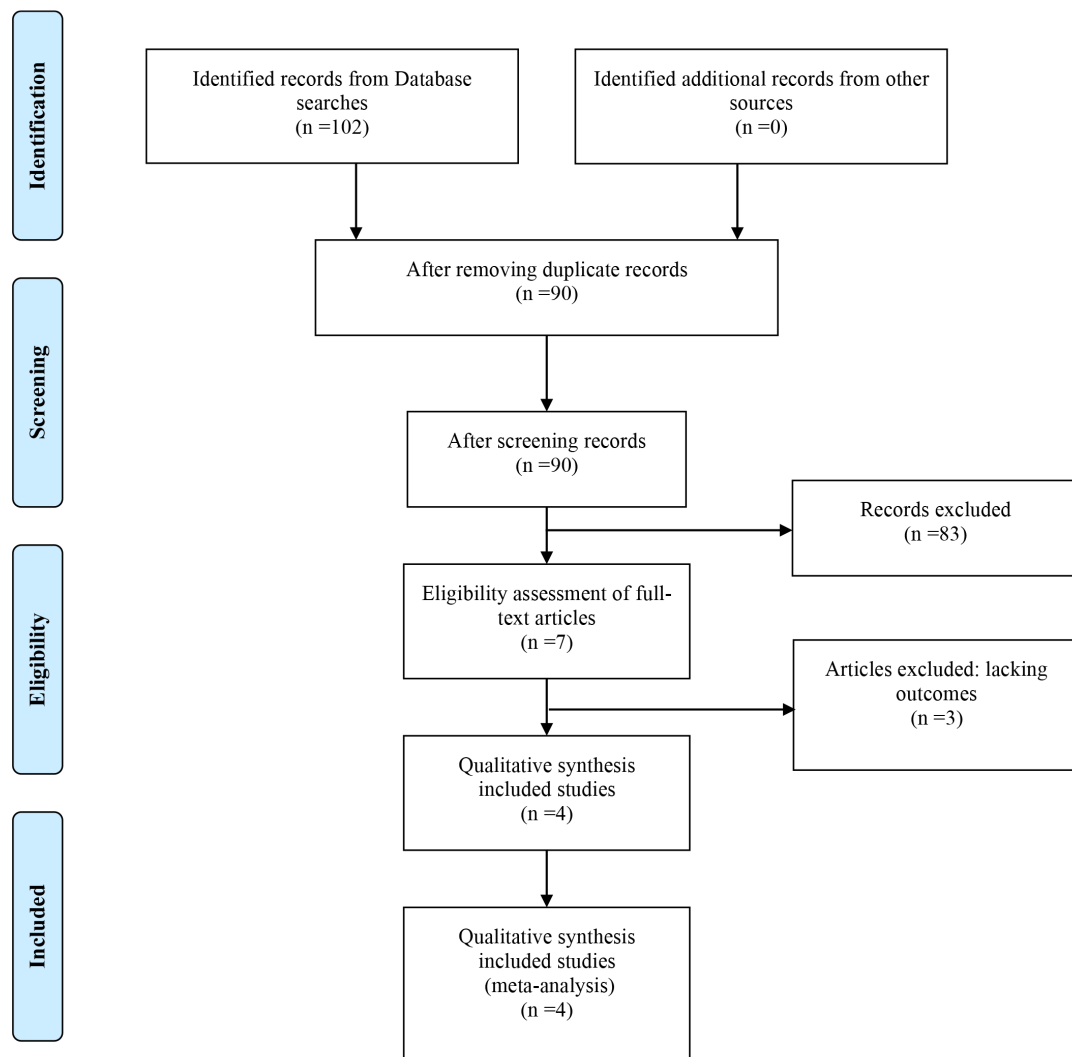 Identification
Identified records from Database
searches
(n =102)
Identified additional records from other
sources
(n =0)
After removing duplicate records
(n =90)
Screening
After screening records
(n =90)
Records excluded
(n =83)
Eligibility
Eligibility assessment of full-
text articles
(n =7)
Articles excluded: lacking
outcomes
(n =3)
Qualitative synthesis
included studies
(n =4)
Included
Qualitative synthesis
included studies
(meta-analysis)
(n =4)